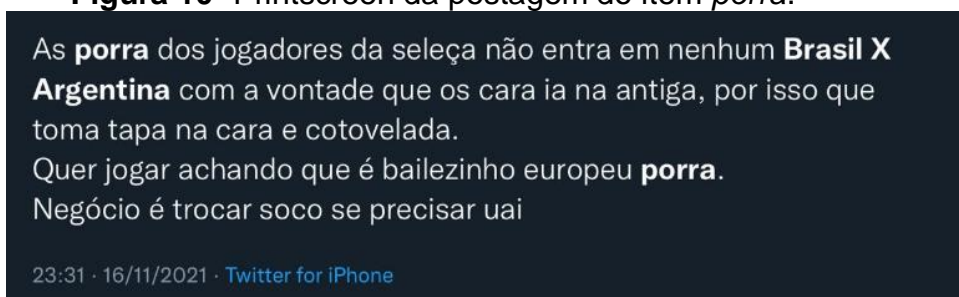 Figura 10- Printscreen da postagem do item porra.
As porra dos jogadores da seleça não entra em nenhum Brasil X
Argentina com a vontade que os cara ia na antiga, por isso que
toma tapa na cara e cotovelada.
Quer jogar achando que é bailezinho europeu porra.
Negócio é trocar soco se precisar uai
23:31 · 16/11/2021 · Twitter for iPhone